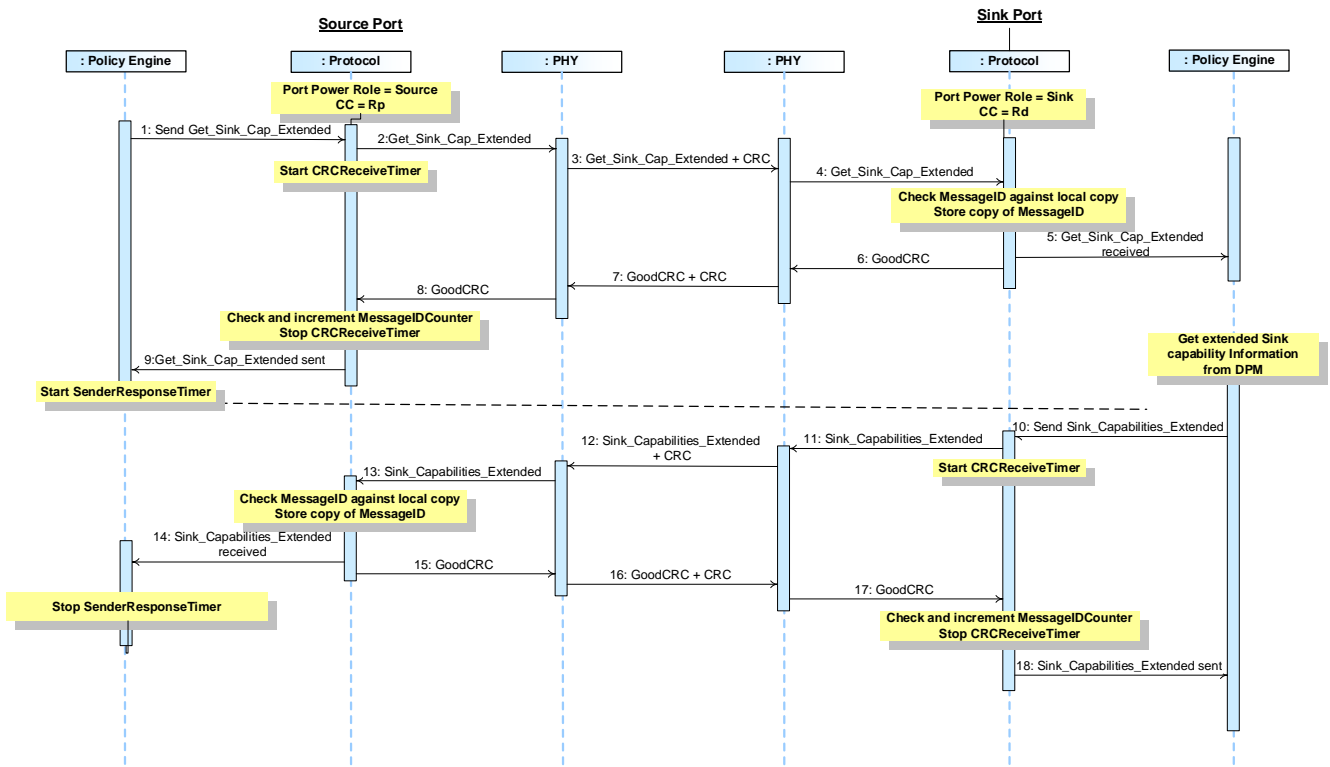 Source Port
Sink Port
: Policy Engine
: Protocol
: PHY
: PHY
: Protocol
: Policy Engine
Port Power Role = Source
CC = Rp
Port Power Role = Sink
CC = Rd
1: Send Get_Sink_Cap_Extended
2:Get_Sink_Cap_Extended
Start CRCReceiveTimer
3: Get_Sink_Cap_Extended + CRC
4: Get_Sink_Cap_Extended
Check MessageID against local copy
Store copy of MessageID
5: Get_Sink_Cap_Extended
received
6: GoodCRC
7: GoodCRC + CRC
8: GoodCRC
Check and increment MessageIDCounter
Stop CRCReceiveTimer
9:Get_Sink_Cap_Extended sent
Start SenderResponseTimer
Get extended Sink
capability Information
from DPM
10: Send Sink_Capabilities_Extended
11: Sink_Capabilities_Extended
Start CRCReceiveTimer
12: Sink_Capabilities_Extended
+ CRC
13: Sink_Capabilities_Extended
Check MessageID against local copy
Store copy of MessageID
14: Sink_Capabilities_Extended
received
15: GoodCRC
16: GoodCRC + CRC
17: GoodCRC
Stop SenderResponseTimer
Check and increment MessageIDCounter
Stop CRCReceiveTimer
18: Sink_Capabilities_Extended sent